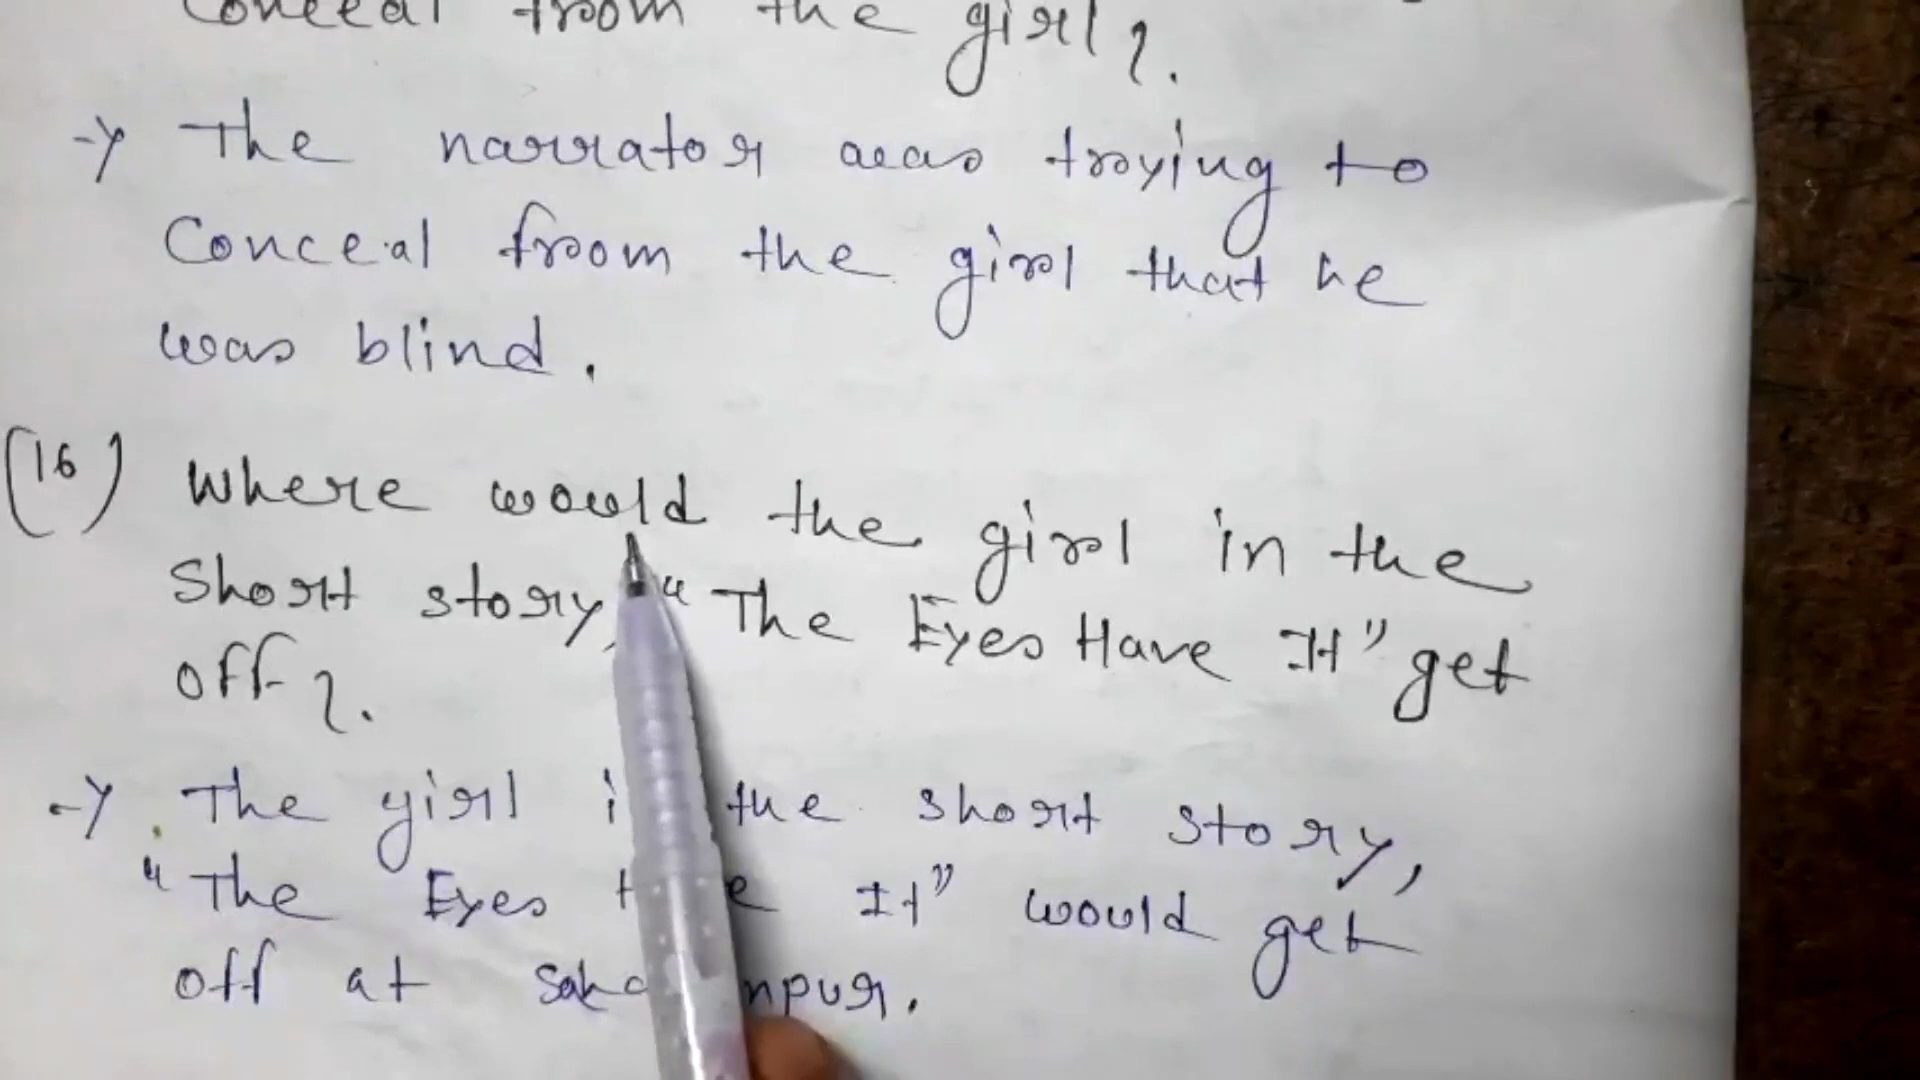 Conceal from the girl?.
→ The narrator was trying to
Conceal from the girl that he
was blind.
(16) Where would the girl in the
Short story, "The Eyes Have It" get
off?.
→ The girl i the short story,
"The Eyes e It" would get
off at